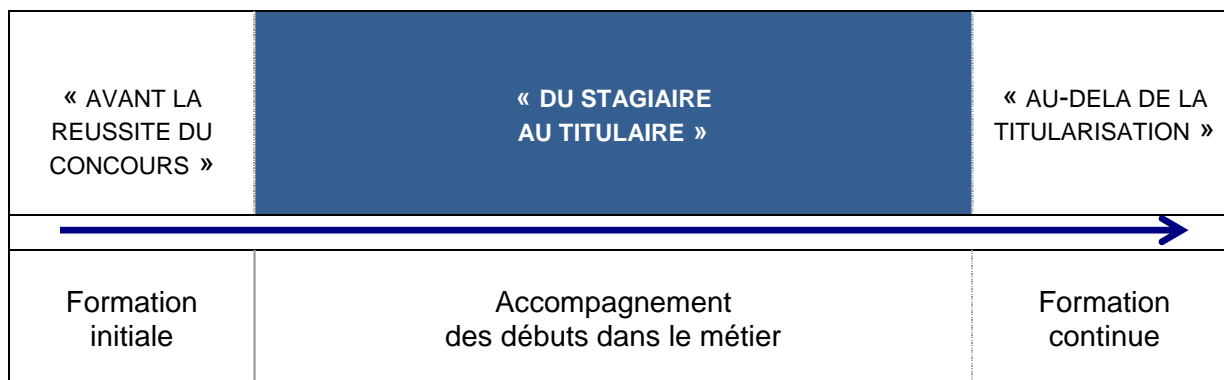 « AVANT LA
REUSSITE DU
CONCOURS »
« DU STAGIAIRE
AU TITULAIRE »
« AU-DELA DE LA
TITULARISATION »
Formation
initiale
Accompagnement
des débuts dans le métier
Formation
continue